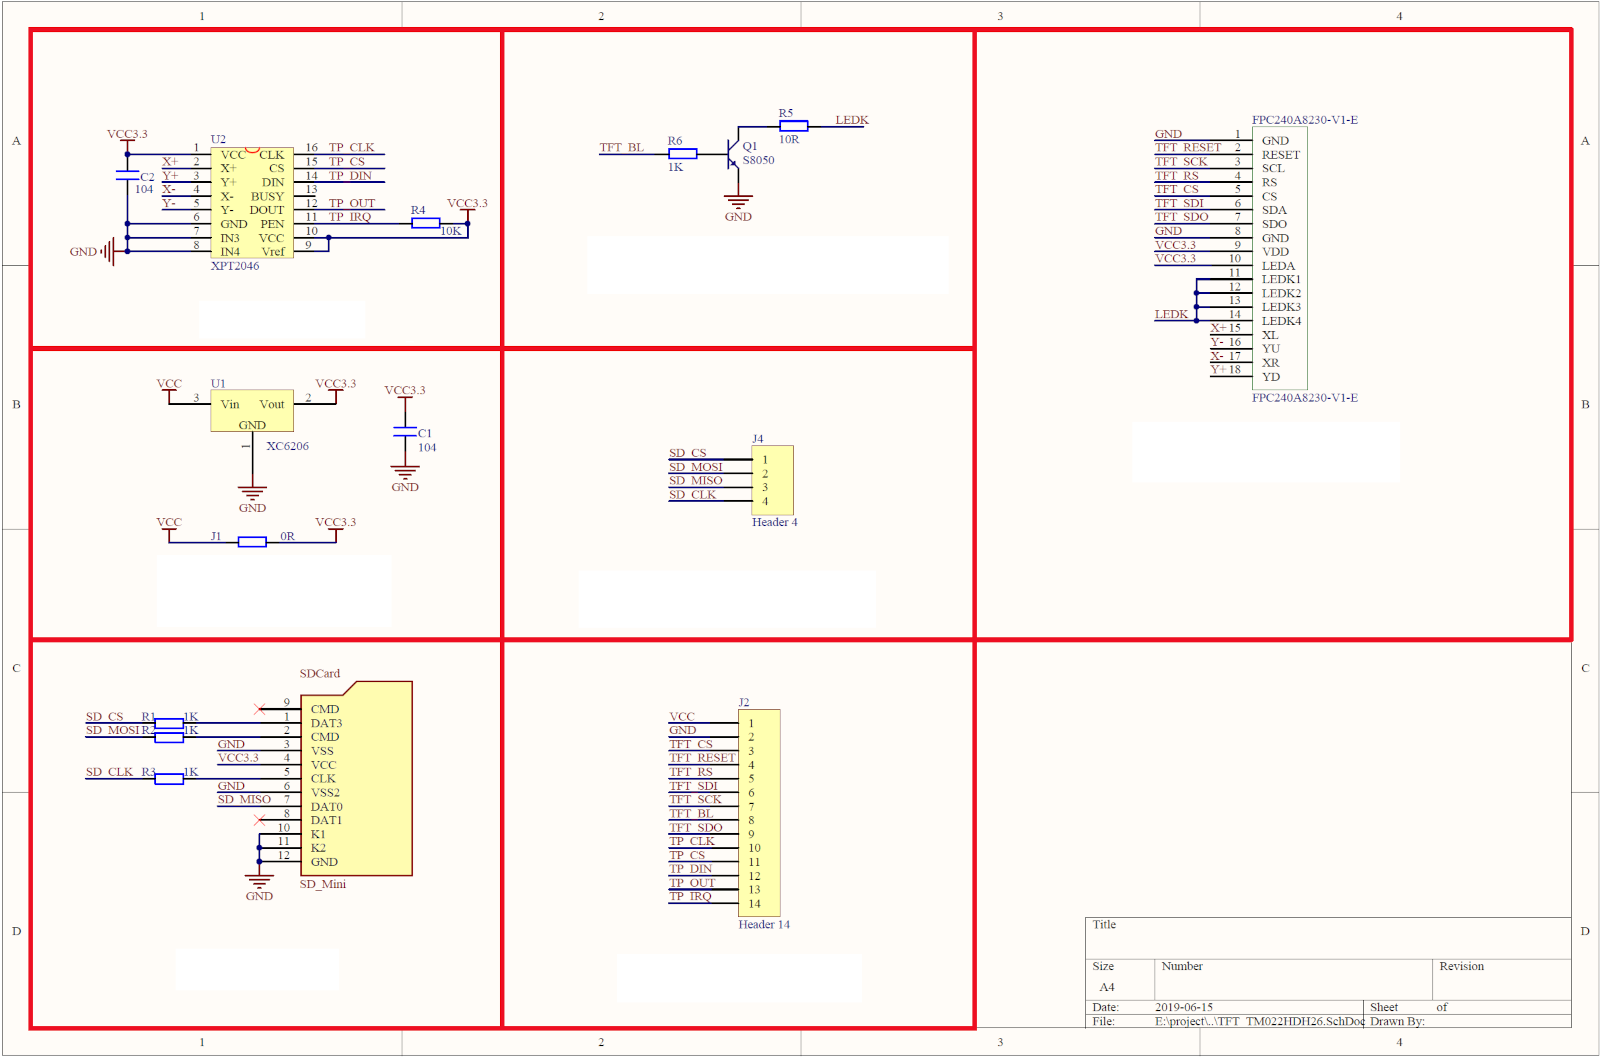 1 2 3 4
A
VCC3.3
U2
1 VCC CLK 16 TP_CLK
X+ 2 X+ CS 15 TP_CS
Y+ 3 Y+ DIN 14 TP_DIN
X- 4 X- BUSY 13
Y- 5 Y- DOUT 12 TP_OUT
6 GND PEN 11 TP_IRQ
7 IN3 VCC 10
8 IN4 Vref 9
C2
104
R4
10K
VCC3.3
GND
XPT2046
TFT_BL
R6
1K
Q1
S8050
R5
10R
LEDK
GND
A
FPC240A8230-V1-E
GND 1 GND
TFT_RESET 2 RESET
TFT_SCK 3 SCL
TFT_RS 4 RS
TFT_CS 5 CS
TFT_SDI 6 SDA
TFT_SDO 7 SDO
GND 8 GND
VCC3.3 9 VDD
VCC3.3 10 LEDA
11 LEDK1
12 LEDK2
13 LEDK3
LEDK 14 LEDK4
X+ 15 XL
Y- 16 YU
X- 17 XR
Y+ 18 YD
FPC240A8230-V1-E
B
VCC
U1
VCC3.3
3 Vin Vout 2
GND
1
XC6206
GND
VCC3.3
C1
104
GND
VCC
J1
0R
VCC3.3
J4
SD_CS 1
SD_MOSI 2
SD_MISO 3
SD_CLK 4
Header 4
B
C
SDCard
9 CMD
SD_CS R1 1K 1 DAT3
SD_MOSI R2 1K 2 CMD
GND 3 VSS
VCC3.3 4 VCC
SD_CLK R3 1K 5 CLK
GND 6 VSS2
SD_MISO 7 DAT0
8 DAT1
10 K1
11 K2
12 GND
GND
SD_Mini
J2
VCC 1
GND 2
TFT_CS 3
TFT_RESET 4
TFT_RS 5
TFT_SDI 6
TFT_SCK 7
TFT_BL 8
TFT_SDO 9
TP_CLK 10
TP_CS 11
TP_DIN 12
TP_OUT 13
TP_IRQ 14
Header 14
C
D
D
Title
Size Number Revision
A4
Date: 2019-06-15 Sheet of
File: E:\project\..\TFT_TM022HDH26.SchDoc Drawn By:
1 2 3 4